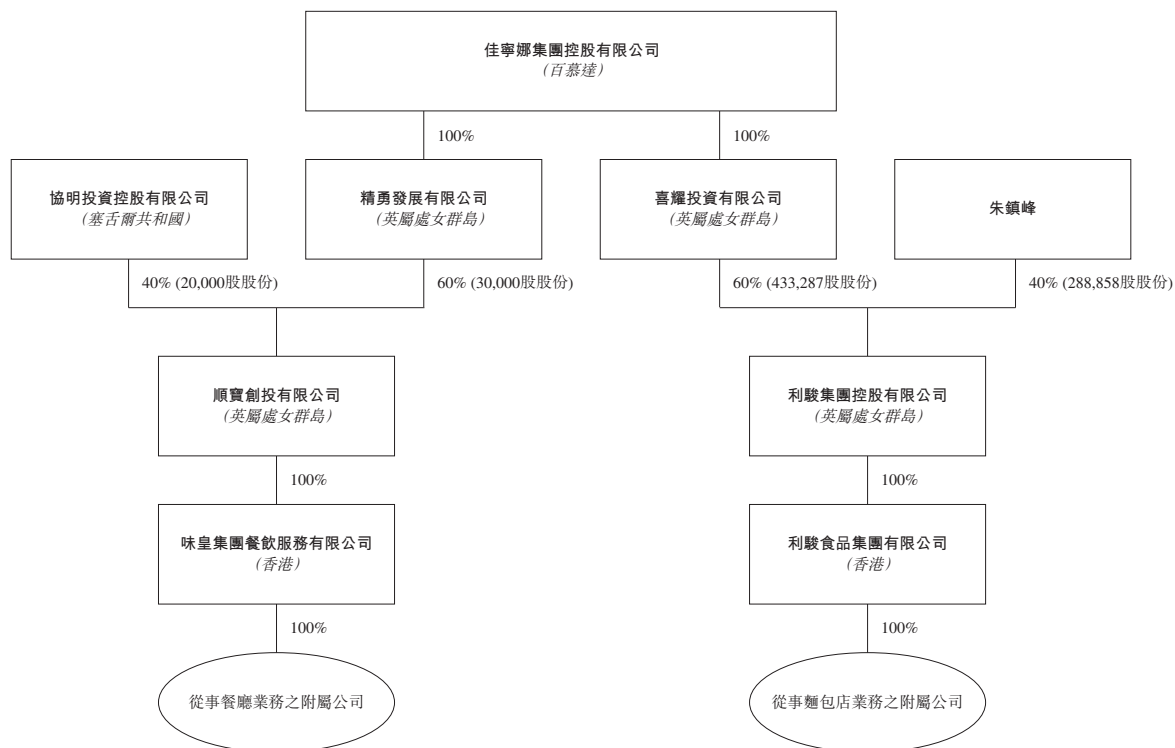 佳寧娜集團控股有限公司
(百慕達)
100%
100%
協明投資控股有限公司
(塞舌爾共和國)
精勇發展有限公司
(英屬處女群島)
喜耀投資有限公司
(英屬處女群島)
朱鎮峰
40% (20,000股股份)
60% (30,000股股份)
60% (433,287股股份)
40% (288,858股股份)
順寶創投有限公司
(英屬處女群島)
利駿集團控股有限公司
(英屬處女群島)
100%
100%
味皇集團餐飲服務有限公司
(香港)
利駿食品集團有限公司
(香港)
100%
100%
從事餐廳業務之附屬公司
從事麵包店業務之附屬公司